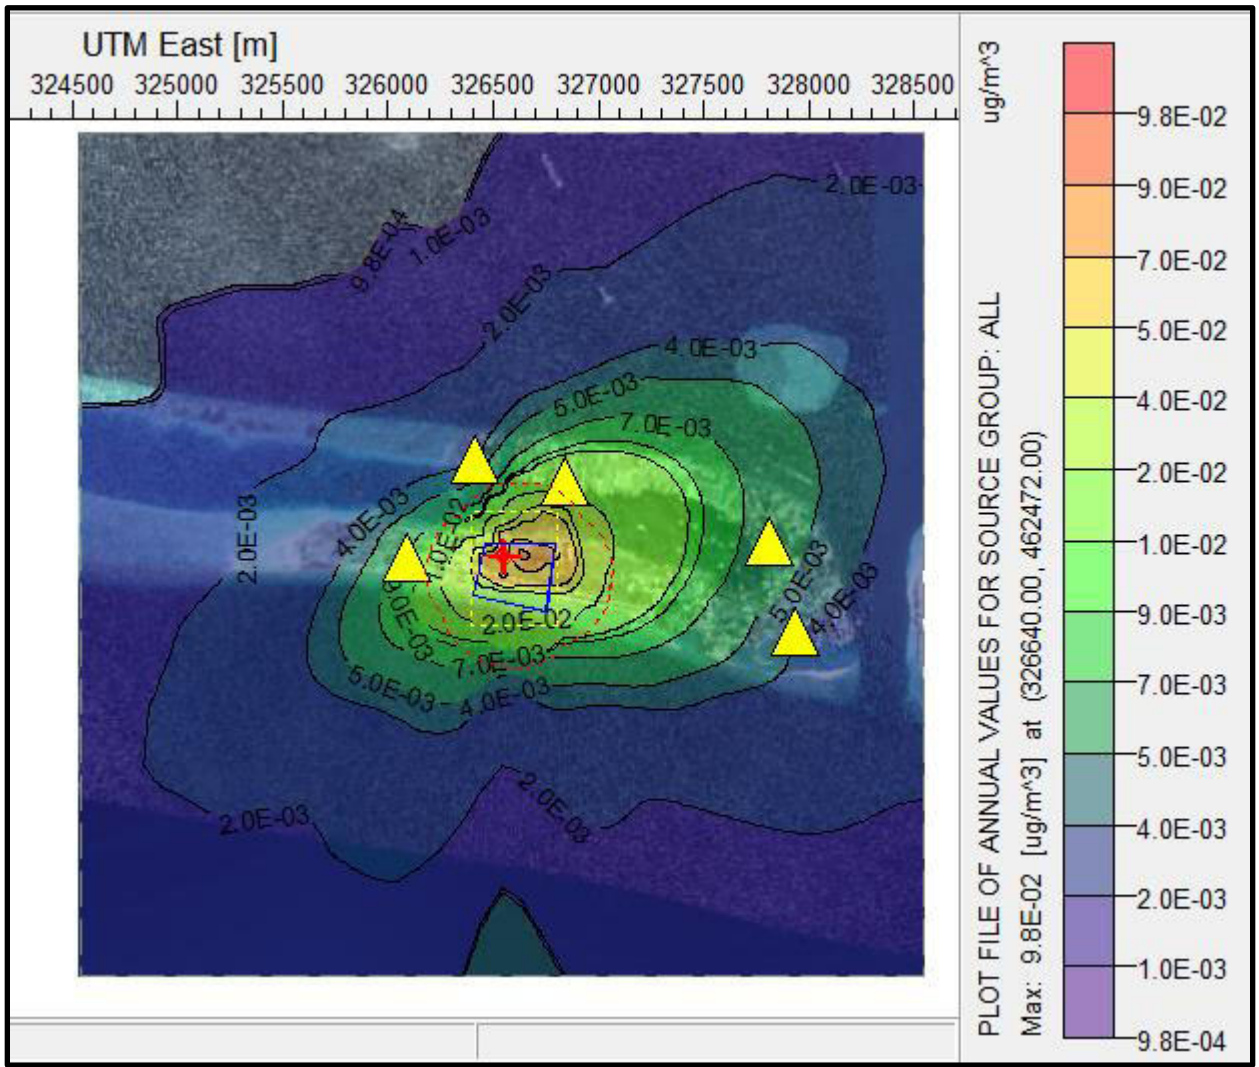 UTM East [m]
324500 325000 325500 326000 326500 327000 327500 328000 328500
2.0E-03
9.8E-04
1.0E-03
2.0E-03
4.0E-03
5.0E-03
7.0E-03
2.0E-03
4.0E-03
1.0E-02
5.0E-03
4.0E-03
2.0E-02
7.0E-03
5.0E-03
4.0E-03
2.0E-03
2.0E-03
PLOT FILE OF ANNUAL VALUES FOR SOURCE GROUP: ALL
Max: 9.8E-02 [ug/m^3] at (326640.00, 462472.00)
ug/m^3
9.8E-02
9.0E-02
7.0E-02
5.0E-02
4.0E-02
2.0E-02
1.0E-02
9.0E-03
7.0E-03
5.0E-03
4.0E-03
2.0E-03
1.0E-03
9.8E-04